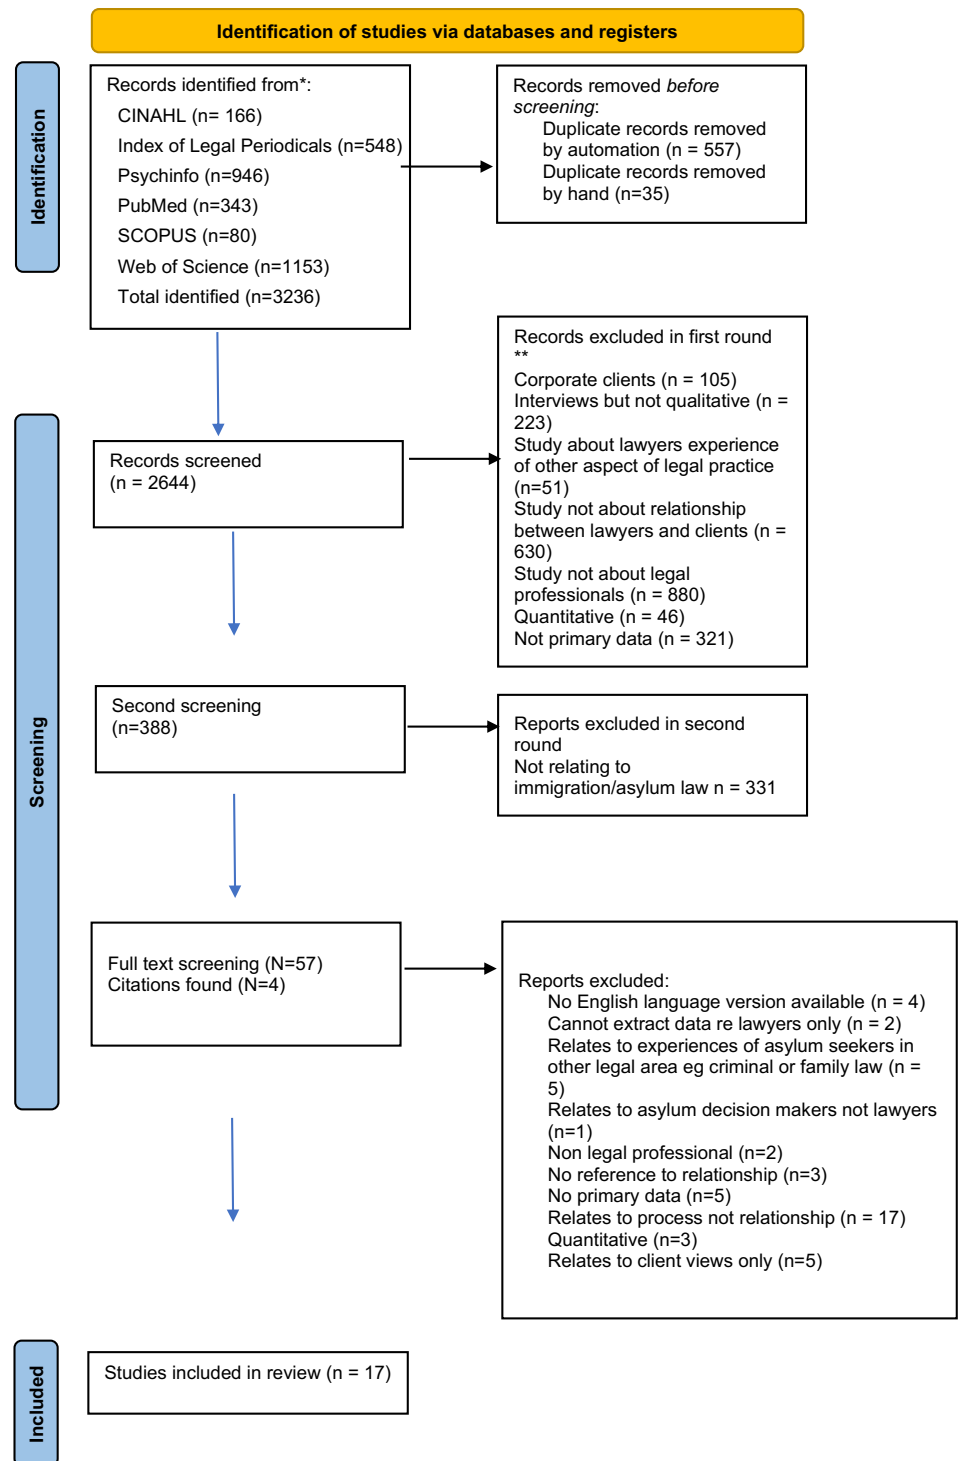 Identification of studies via databases and registers
Identification
Records identified from*:
CINAHL (n= 166)
Index of Legal Periodicals (n=548)
Psychinfo (n=946)
PubMed (n=343)
SCOPUS (n=80)
Web of Science (n=1153)
Total identified (n=3236)
Records removed before
screening:
Duplicate records removed
by automation (n = 557)
Duplicate records removed
by hand (n=35)
Screening
Records screened
(n = 2644)
Records excluded in first round
**
Corporate clients (n = 105)
Interviews but not qualitative (n =
223)
Study about lawyers experience
of other aspect of legal practice
(n=51)
Study not about relationship
between lawyers and clients (n =
630)
Study not about legal
professionals (n = 880)
Quantitative (n = 46)
Not primary data (n = 321)
Second screening
(n=388)
Reports excluded in second
round
Not relating to
immigration/asylum law n = 331
Full text screening (N=57)
Citations found (N=4)
Reports excluded:
No English language version available (n = 4)
Cannot extract data re lawyers only (n = 2)
Relates to experiences of asylum seekers in
other legal area eg criminal or family law (n =
5)
Relates to asylum decision makers not lawyers
(n=1)
Non legal professional (n=2)
No reference to relationship (n=3)
No primary data (n=5)
Relates to process not relationship (n = 17)
Quantitative (n=3)
Relates to client views only (n=5)
Included
Studies included in review (n = 17)